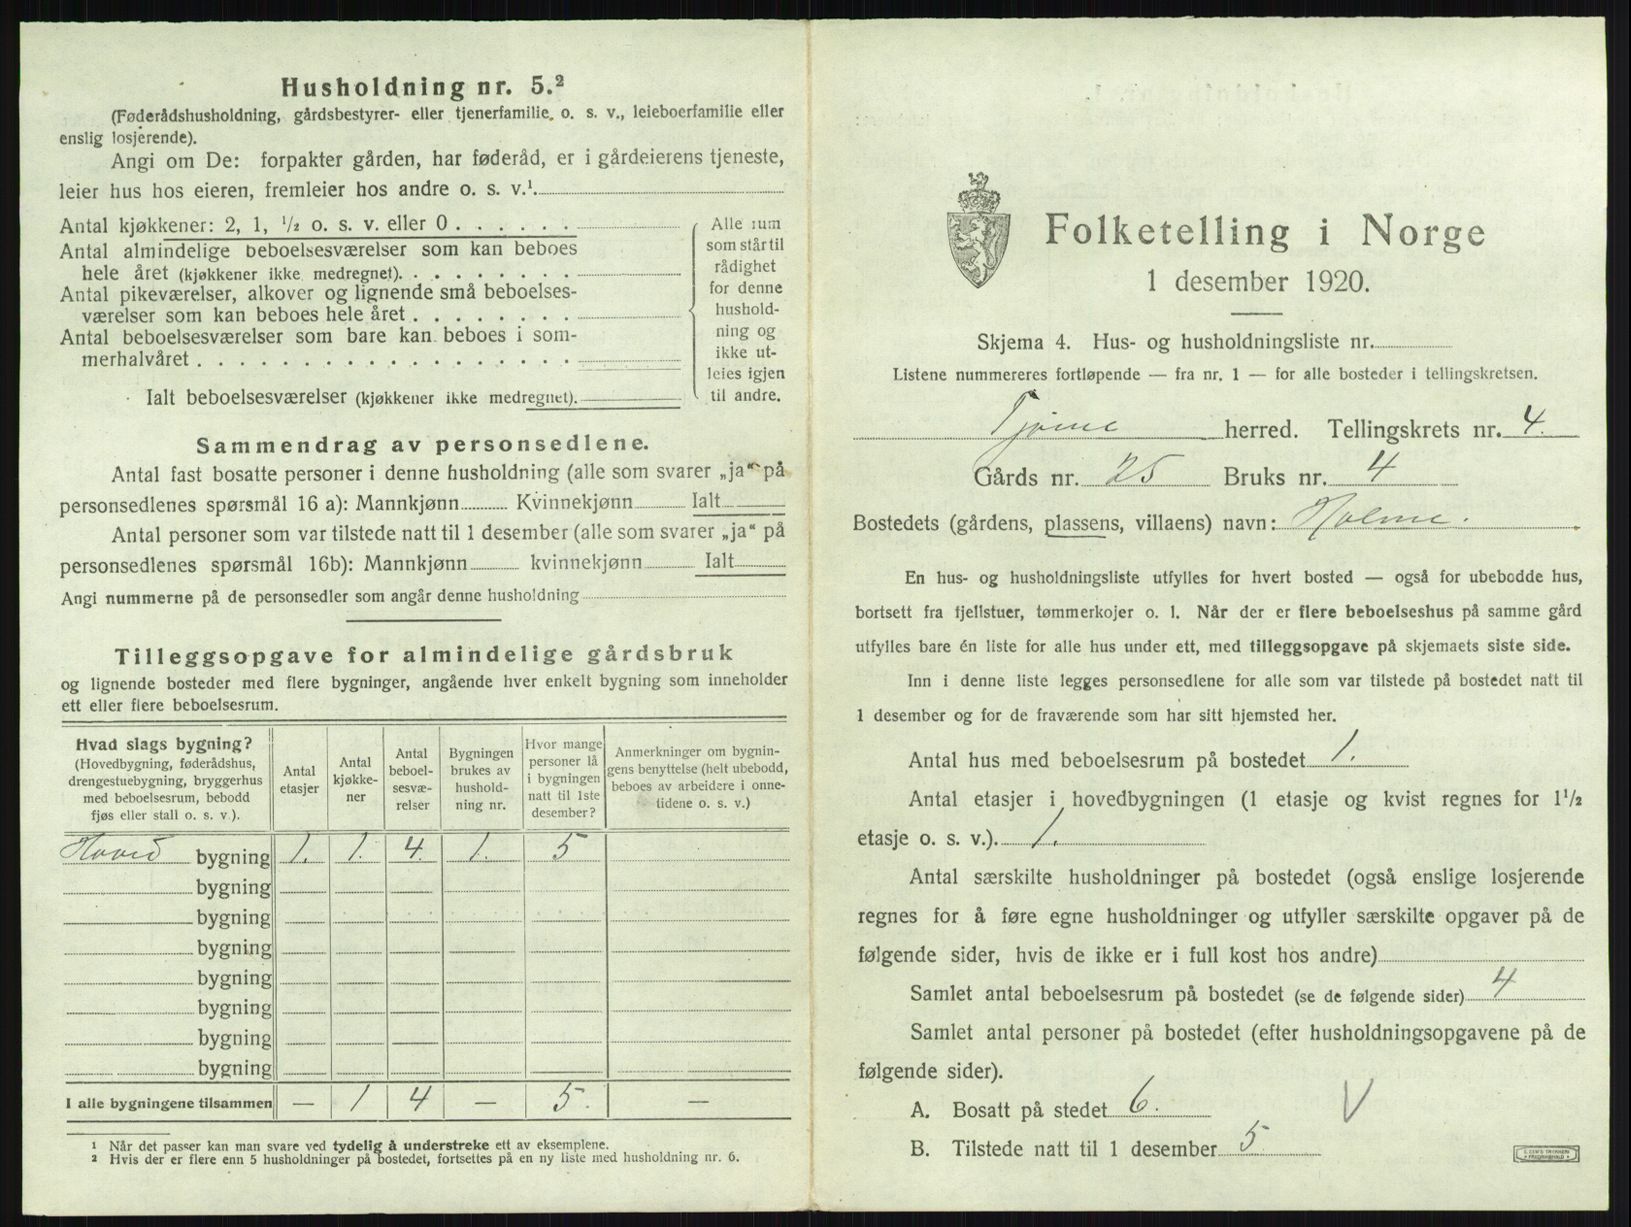 Husholdning nr. 5.²
(Føderådshusholdning, gårdsbestyrer- eller tjenerfamilie, o. s. v., leieboerfamilie eller
enslig losjerende).
Angi om De: forpakter gården, har føderåd, er i gårdeierens tjeneste,
leier hus hos eieren, fremleier hos andre o. s. v.¹
Antal kjøkkener: 2, 1, ½ o. s. v. eller 0 . . . . . .
Antal almindelige beboelsesværelser som kan beboes
hele året (kjøkkener ikke medregnet). . . . . . . . .
Antal pikeværelser, alkover og lignende små beboelses-
værelser som kan beboes hele året . . . . . . . .
Antal beboelsesværelser som bare kan beboes i som-
merhalvåret . . . . . . . . . . . . . . . . . .
Ialt beboelsesværelser (kjøkkener ikke medregnet).
Alle rum
som står til
rådighet
for denne
hushold-
ning og
ikke ut-
leies igjen
til andre.
Sammendrag av personsedlene.
Antal fast bosatte personer i denne husholdning (alle som svarer „ja“ på
personsedlenes spørsmål 16 a): Mannkjønn Kvinnekjønn Ialt
Antal personer som var tilstede natt til 1 desember (alle som svarer „ja“ på
personsedlenes spørsmål 16b): Mannkjønn kvinnekjønn Ialt
Angi nummerne på de personsedler som angår denne husholdning
Tilleggsopgave for almindelige gårdsbruk
og lignende bosteder med flere bygninger, angående hver enkelt bygning som inneholder
ett eller flere beboelsesrum.
Hvad slags bygning?
(Hovedbygning, føderådshus,
drengestuebygning, bryggerhus
med beboelsesrum, bebodd
fjøs eller stall o. s. v.).
Antal
etasjer
Antal
kjøkke-
ner
Antal
beboel-
sesvæ-
relser
Bygningen
brukes av
hushold-
ning nr.
Hvor mange
personer lå
i bygningen
natt til 1ste
desember?
Anmerkninger om bygnin-
gens benyttelse (helt ubebodd,
beboes av arbeidere i onne-
tidene o. s. v.)
Hoved bygning 1. 1. 4. 1. 5
bygning
bygning
bygning
bygning
bygning
bygning
bygning
I alle bygningene tilsammen — 1 4 — 5. —
¹ Når det passer kan man svare ved tydelig å understreke ett av eksemplene.
² Hvis der er flere enn 5 husholdninger på bostedet, fortsettes på en ny liste med husholdning nr. 6.
Folketelling i Norge
1 desember 1920.
Skjema 4. Hus- og husholdningsliste nr.
Listene nummereres fortløpende — fra nr. 1 — for alle bosteder i tellingskretsen.
Tjøme herred. Tellingskrets nr. 4.
Gårds nr. 25 Bruks nr. 4
Bostedets (gårdens, plassens, villaens) navn: Holme.
En hus- og husholdningsliste utfylles for hvert bosted — også for ubebodde hus,
bortsett fra fjellstuer, tømmerkojer o. l. Når der er flere beboelseshus på samme gård
utfylles bare én liste for alle hus under ett, med tilleggsopgave på skjemaets siste side.
Inn i denne liste legges personsedlene for alle som var tilstede på bostedet natt til
1 desember og for de fraværende som har sitt hjemsted her.
Antal hus med beboelsesrum på bostedet 1.
Antal etasjer i hovedbygningen (1 etasje og kvist regnes for 1½
etasje o. s. v.). 1.
Antal særskilte husholdninger på bostedet (også enslige losjerende
regnes for å føre egne husholdninger og utfyller særskilte opgaver på de
følgende sider, hvis de ikke er i full kost hos andre)
Samlet antal beboelsesrum på bostedet (se de følgende sider) 4
Samlet antal personer på bostedet (efter husholdningsopgavene på de
følgende sider).
A. Bosatt på stedet 6.
B. Tilstede natt til 1 desember 5